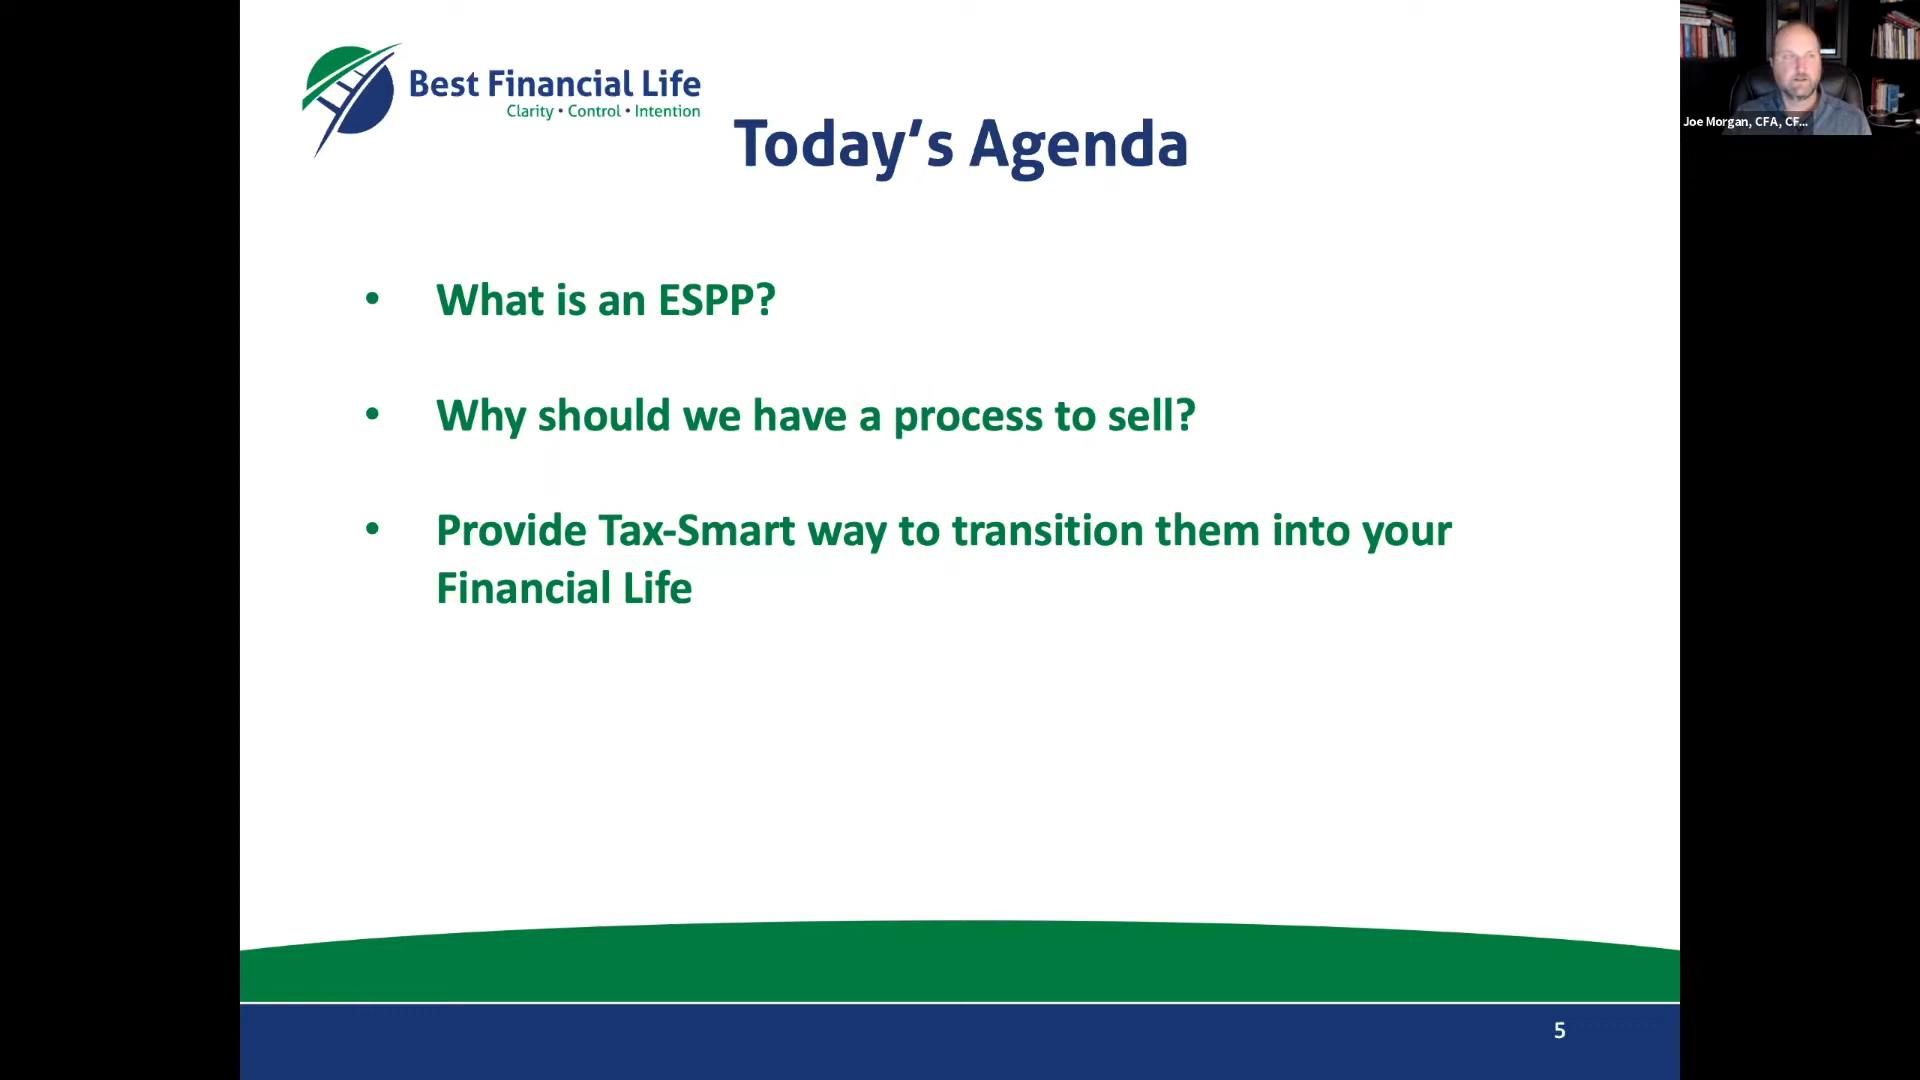 Best Financial Life
Clarity • Control • Intention
Today's Agenda
• What is an ESPP?
• Why should we have a process to sell?
• Provide Tax-Smart way to transition them into your
Financial Life
5
Joe Morgan, CFA, CF...